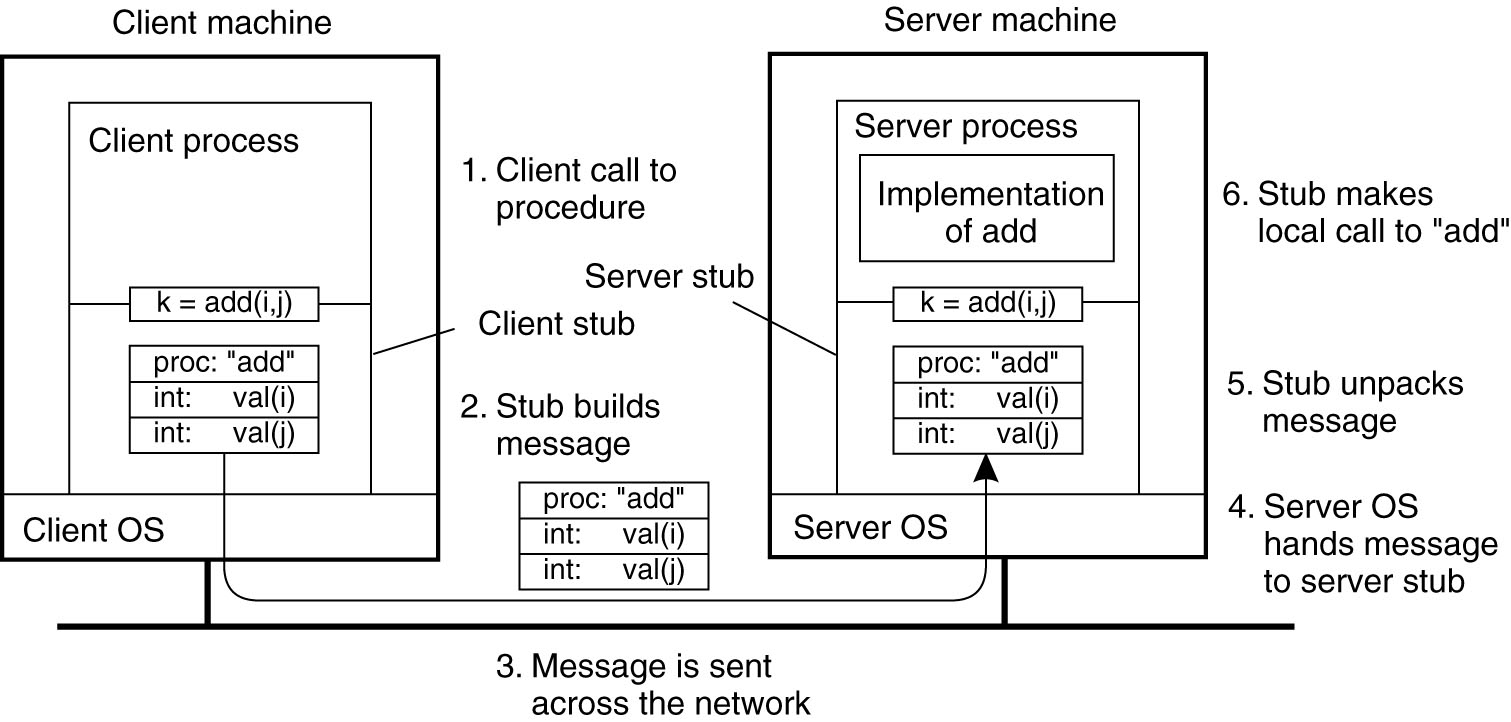 Client machine
Server machine
Client process
1. Client call to
procedure
Server process
Implementation
of add
6. Stub makes
local call to "add"
Server stub
k = add(i,j)
k = add(i,j)
Client stub
proc: "add"
int: val(i)
int: val(j)
2. Stub builds
message
proc: "add"
int: val(i)
int: val(j)
5. Stub unpacks
message
proc: "add"
int: val(i)
int: val(j)
Client OS
Server OS
4. Server OS
hands message
to server stub
3. Message is sent
across the network